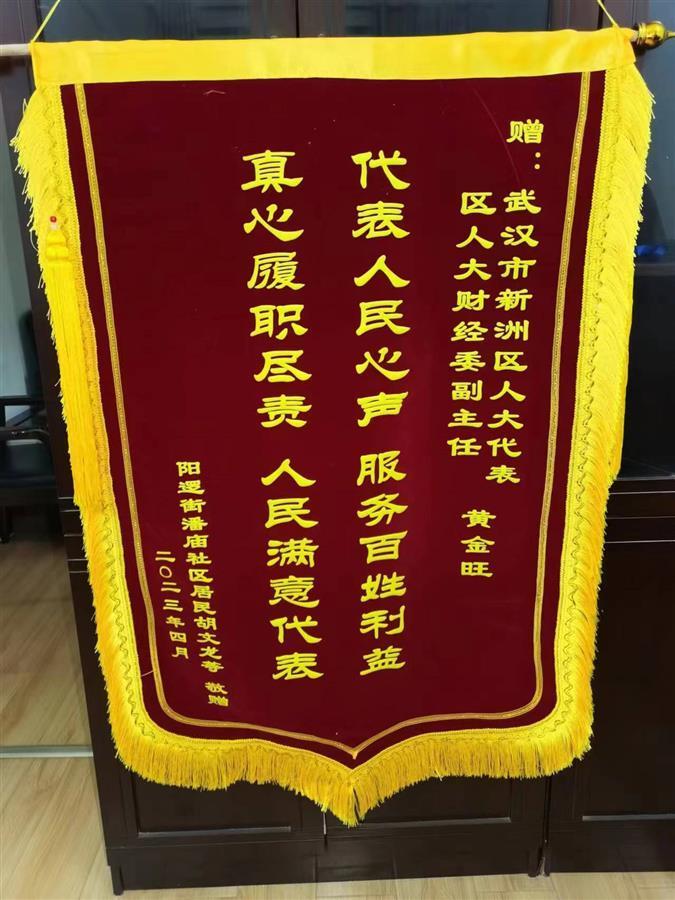 赠：武汉市新洲区人大代表
区人大财经委副主任
黄金旺
代表人民心声 服务百姓利益
真心履职尽责 人民满意代表
阳逻街潘庙社区居民胡文龙等 敬赠
二〇二三年四月